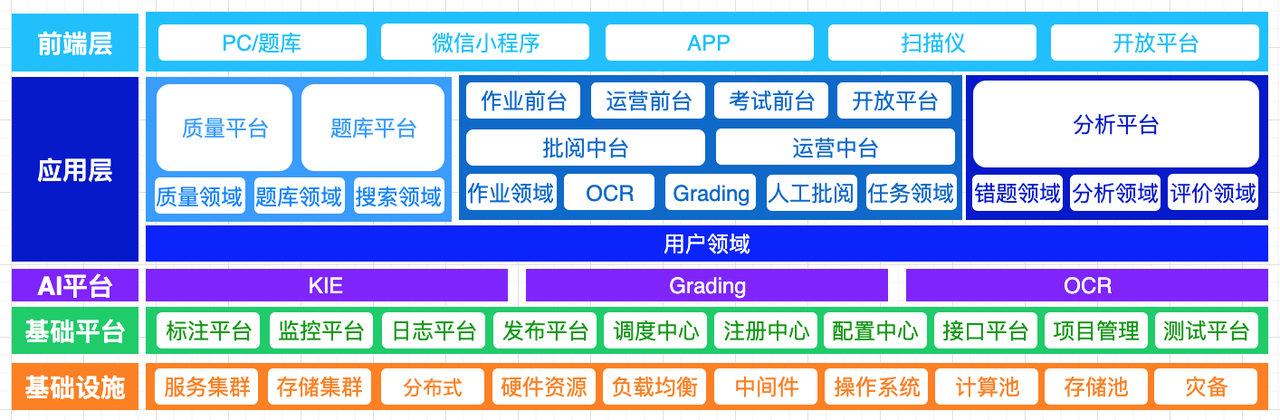 前端层
PC/题库 微信小程序 APP 扫描仪 开放平台
应用层
质量平台 题库平台
质量领域 题库领域 搜索领域
作业前台 运营前台 考试前台 开放平台
批阅中台 运营中台
作业领域 OCR Grading 人工批阅 任务领域
分析平台
错题领域 分析领域 评价领域
用户领域
AI平台 KIE Grading OCR
基础平台 标注平台 监控平台 日志平台 发布平台 调度中心 注册中心 配置中心 接口平台 项目管理 测试平台
基础设施 服务集群 存储集群 分布式 硬件资源 负载均衡 中间件 操作系统 计算池 存储池 灾备